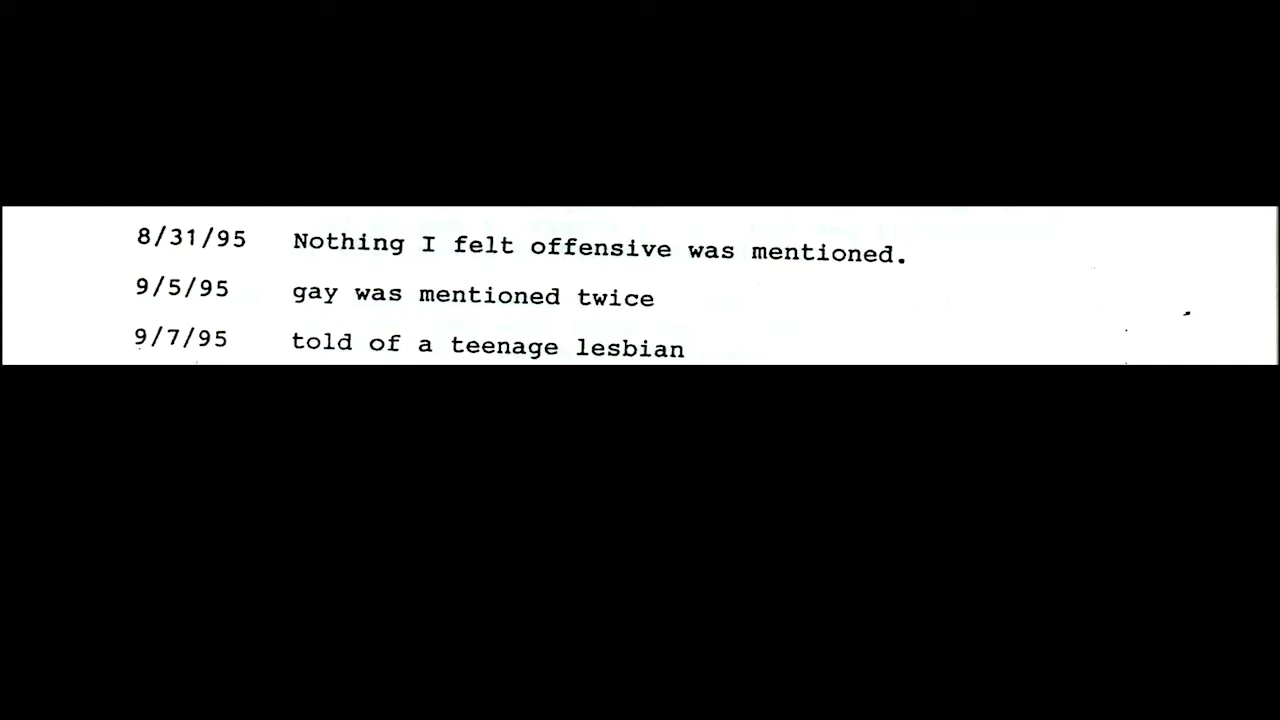 8/31/95 Nothing I felt offensive was mentioned.
9/5/95 gay was mentioned twice
9/7/95 told of a teenage lesbian